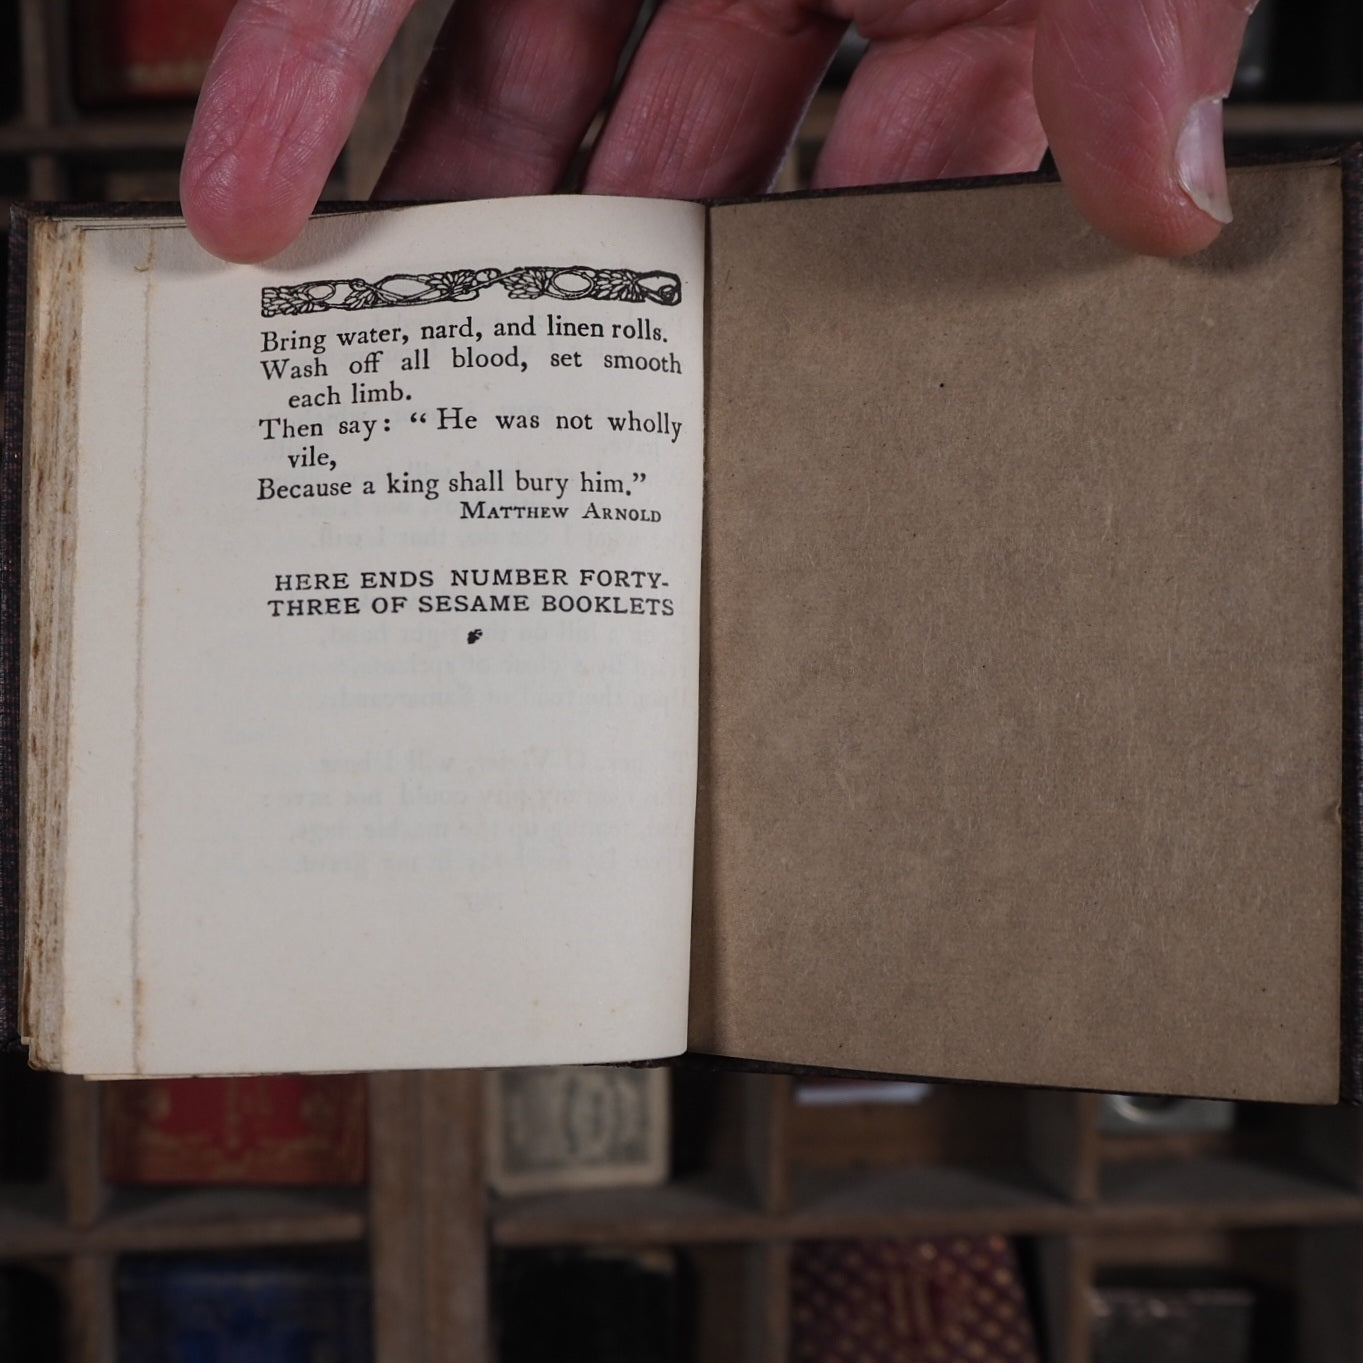 Bring water, nard, and linen rolls.
Wash off all blood, set smooth
each limb.
Then say: “ He was not wholly
vile,
Because a king shall bury him.”
MATTHEW ARNOLD
HERE ENDS NUMBER FORTY-
THREE OF SESAME BOOKLETS